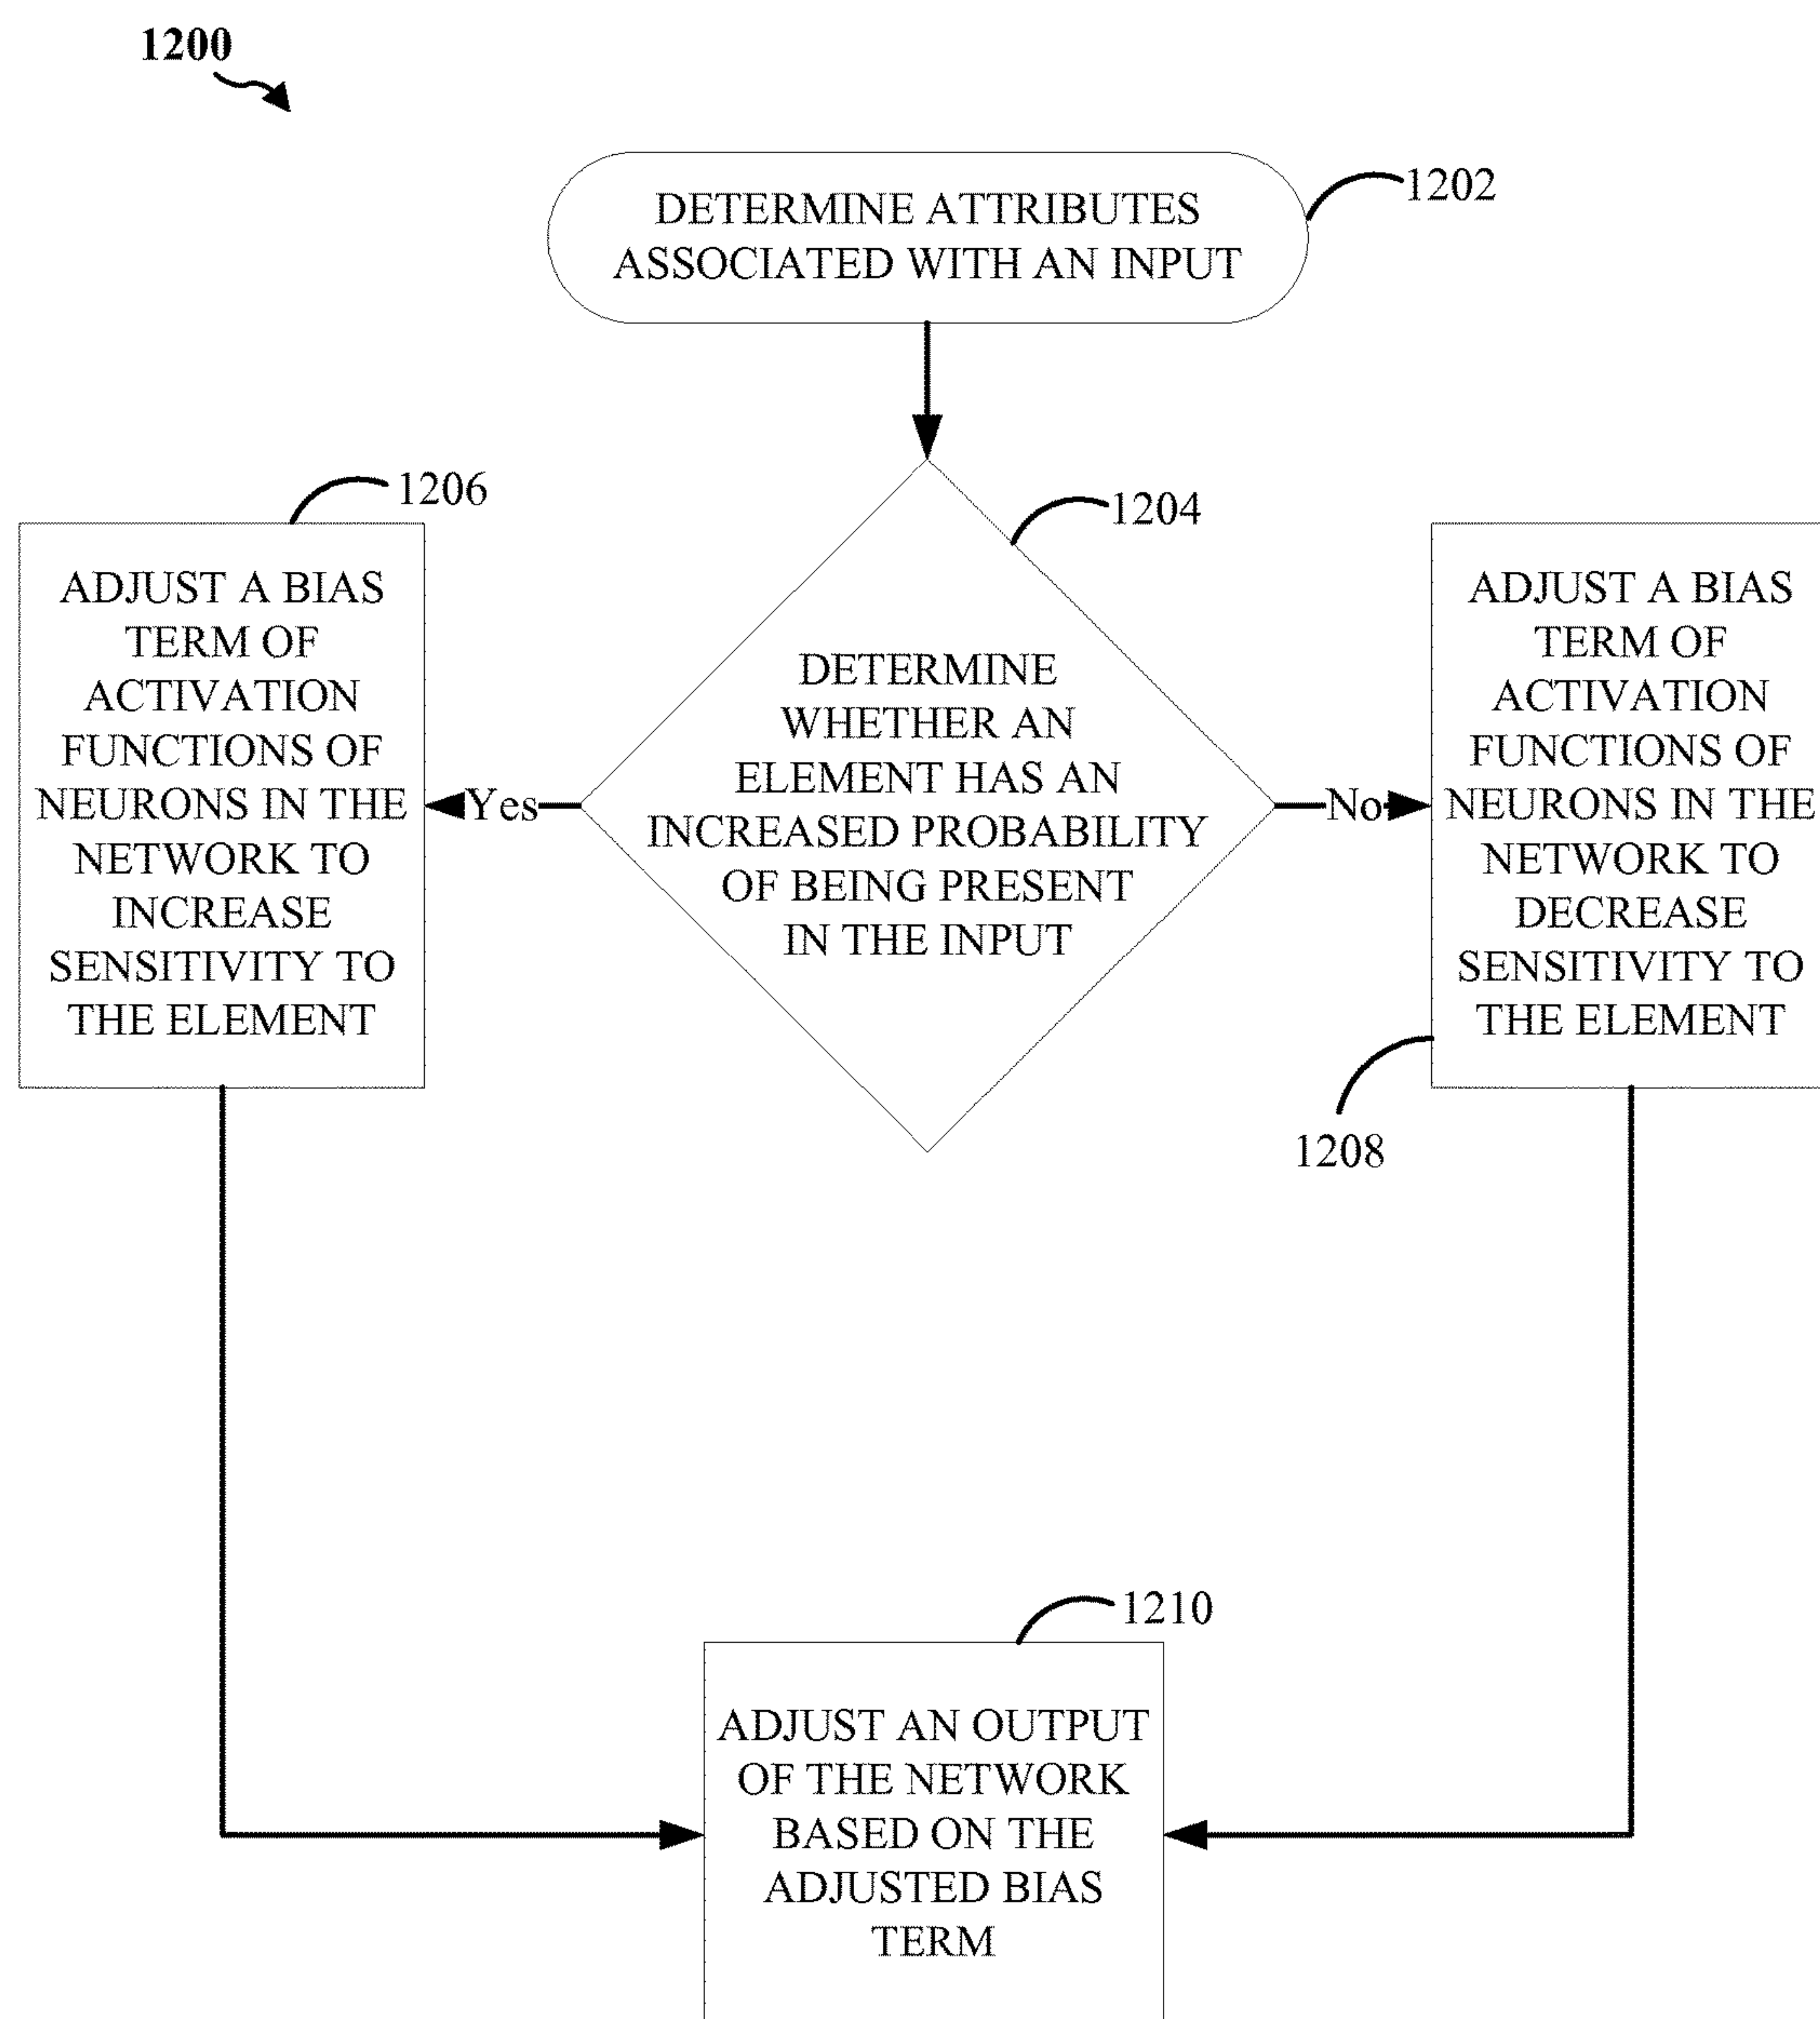 1200
DETERMINE ATTRIBUTES
ASSOCIATED WITH AN INPUT
1202
1204
DETERMINE
WHETHER AN
ELEMENT HAS AN
INCREASED PROBABILITY
OF BEING PRESENT
IN THE INPUT
Yes
No
1206
ADJUST A BIAS
TERM OF
ACTIVATION
FUNCTIONS OF
NEURONS IN THE
NETWORK TO
INCREASE
SENSITIVITY TO
THE ELEMENT
ADJUST A BIAS
TERM OF
ACTIVATION
FUNCTIONS OF
NEURONS IN THE
NETWORK TO
DECREASE
SENSITIVITY TO
THE ELEMENT
1208
1210
ADJUST AN OUTPUT
OF THE NETWORK
BASED ON THE
ADJUSTED BIAS
TERM